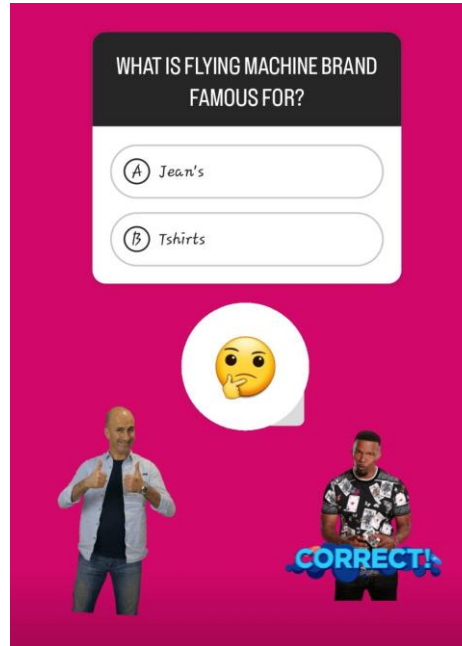 WHAT IS FLYING MACHINE BRAND
FAMOUS FOR?
A Jean's
B Tshirts
CORRECT!